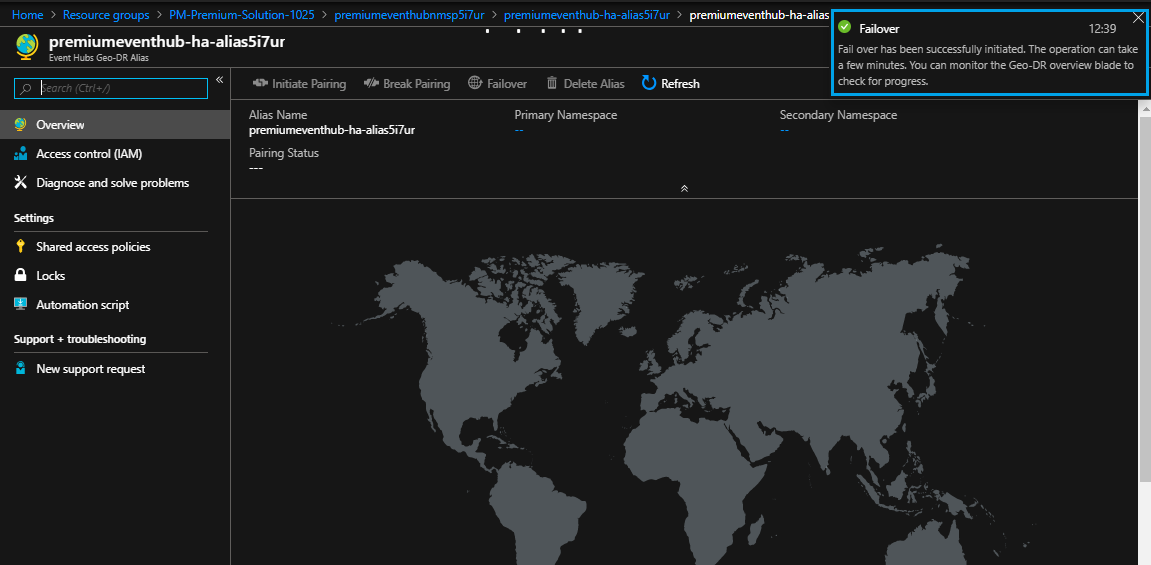 Home > Resource groups > PM-Premium-Solution-1025 > premiumeventhubnmsp5i7ur > premiumeventhub-ha-alias5i7ur > premiumeventhub-ha-alias
premiumeventhub-ha-alias5i7ur
Event Hubs Geo-DR Alias
Failover 12:39
Fail over has been successfully initiated. The operation can take
a few minutes. You can monitor the Geo-DR overview blade to
check for progress.
Search (Ctrl+/)
Overview
Access control (IAM)
Diagnose and solve problems
Settings
Shared access policies
Locks
Automation script
Support + troubleshooting
New support request
Initiate Pairing Break Pairing Failover Delete Alias Refresh
Alias Name Primary Namespace Secondary Namespace
premiumeventhub-ha-alias5i7ur -- --
Pairing Status
---